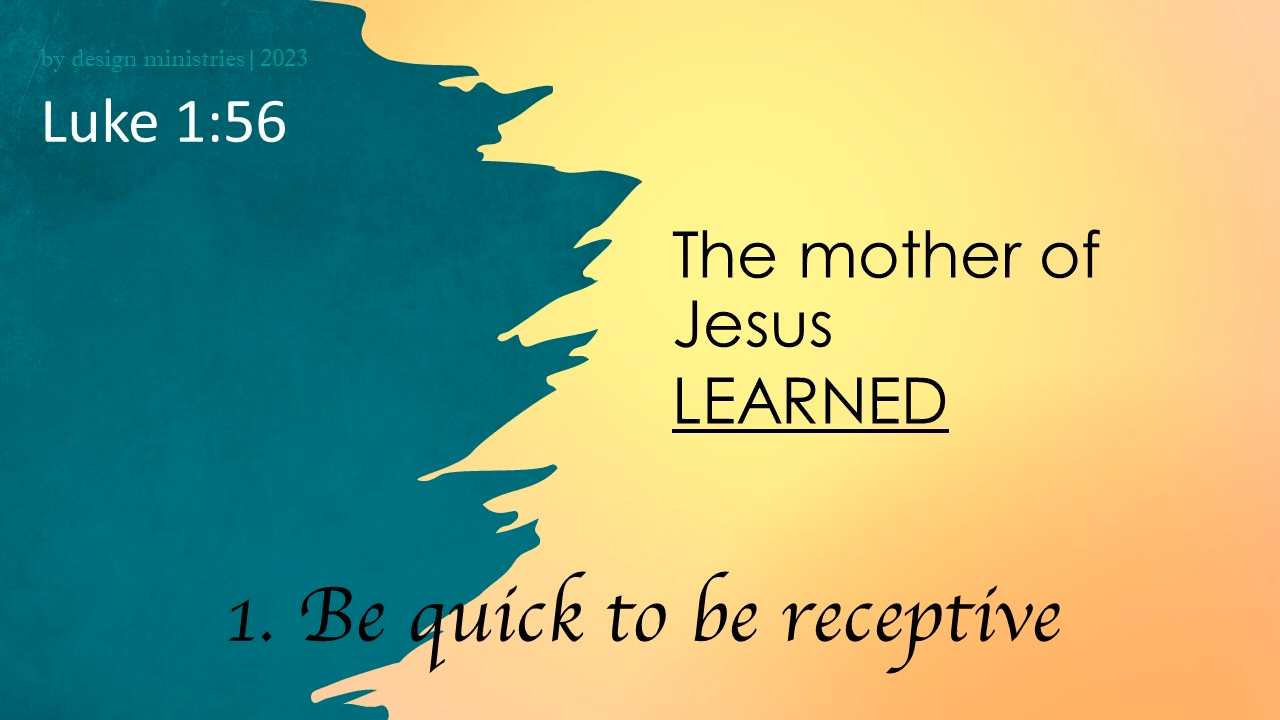 by design ministries| 2023
Luke 1:56
The mother of
Jesus
LEARNED
1. Be quick to be receptive